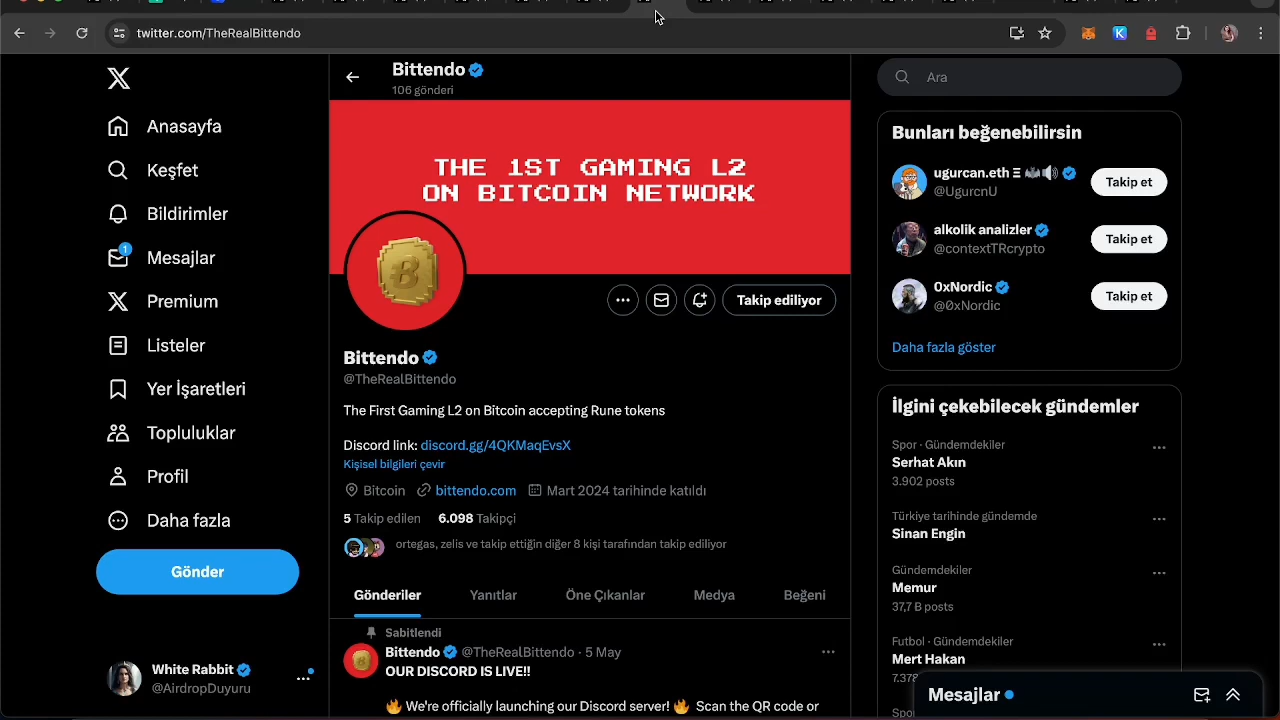 twitter.com/TheRealBittendo
Anasayfa
Keşfet
Bildirimler
1
Mesajlar
Premium
Listeler
Yer İşaretleri
Topluluklar
Profil
Daha fazla
Gönder
White Rabbit
@AirdropDuyuru
Bittendo
106 gönderi
THE 1ST GAMING L2
ON BITCOIN NETWORK
Takip ediliyor
Bittendo
@TheRealBittendo
The First Gaming L2 on Bitcoin accepting Rune tokens
Discord link: discord.gg/4QKMaqEvsX
Kişisel bilgileri çevir
Bitcoin bittendo.com Mart 2024 tarihinde katıldı
5 Takip edilen 6.098 Takipçi
ortegas, zelis ve takip ettiğin diğer 8 kişi tarafından takip ediliyor
Gönderiler Yanıtlar Öne Çıkanlar Medya Beğeni
Sabitlendi
Bittendo @TheRealBittendo · 5 May
OUR DISCORD IS LIVE!!
🔥 We're officially launching our Discord server! 🔥 Scan the QR code or
Ara
Bunları beğenebilirsin
ugurcan.eth Ξ 🦇🔊
@UgurcnU
Takip et
alkolik analizler
@contextTRcrypto
Takip et
0xNordic
@0xNordic
Takip et
Daha fazla göster
İlgini çekebilecek gündemler
Spor · Gündemdekiler
Serhat Akın
3.902 posts
Türkiye tarihinde gündemde
Sinan Engin
Gündemdekiler
Memur
37,7 B posts
Futbol · Gündemdekiler
Mert Hakan
7.378
Spo
Mesajlar